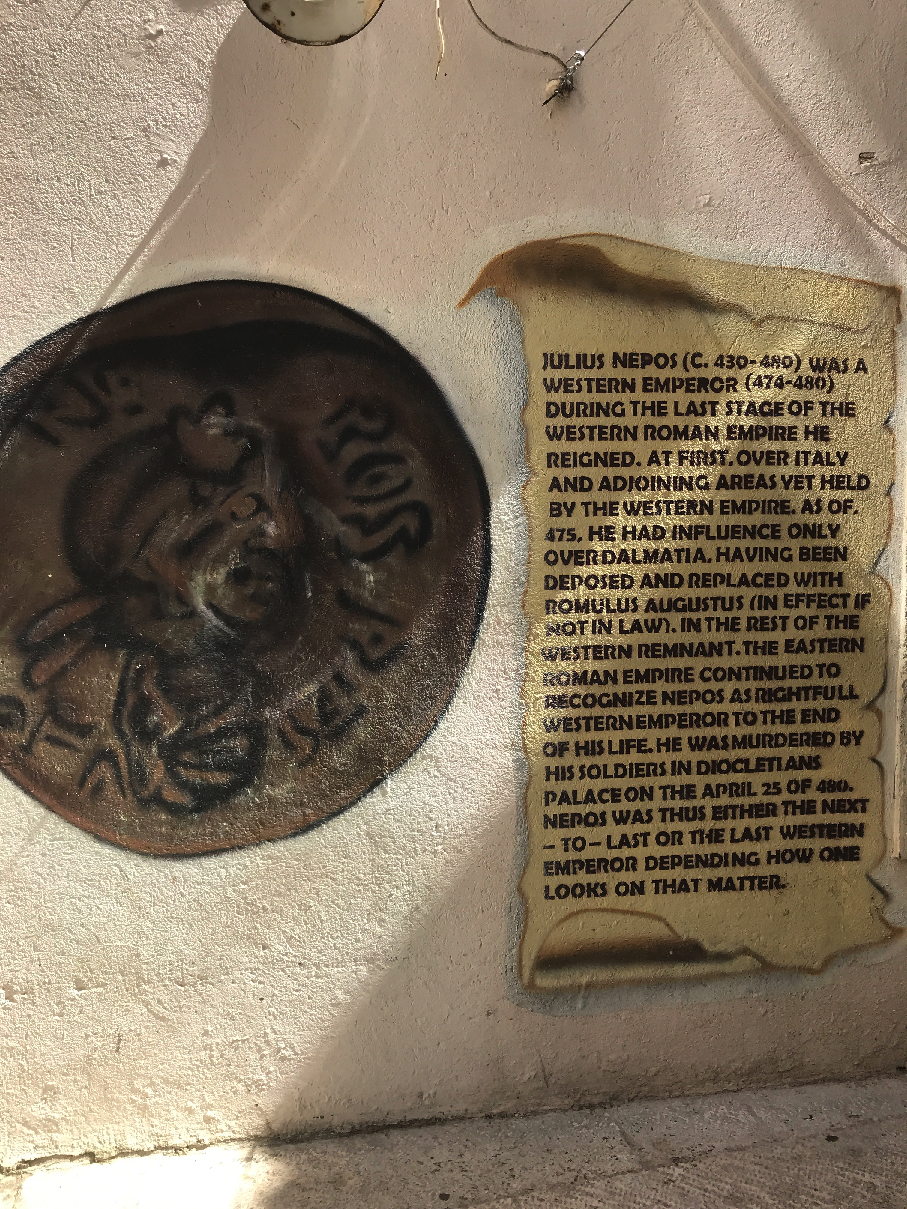 JULIUS NEPOS (C. 430-480) WAS A
WESTERN EMPEROR (474-480)
DURING THE LAST STAGE OF THE
WESTERN ROMAN EMPIRE HE
REIGNED. AT FIRST. OVER ITALY
AND ADJOINING AREAS YET HELD
BY THE WESTERN EMPIRE. AS OF.
475. HE HAD INFLUENCE ONLY
OVER DALMATIA. HAVING BEEN
DEPOSED AND REPLACED WITH
ROMULUS AUGUSTUS (IN EFFECT IF
NOT IN LAW). IN THE REST OF THE
WESTERN REMNANT. THE EASTERN
ROMAN EMPIRE CONTINUED TO
RECOGNIZE NEPOS AS RIGHTFULL
WESTERN EMPEROR TO THE END
OF HIS LIFE. HE WAS MURDERED BY
HIS SOLDIERS IN DIOCLETIANS
PALACE ON THE APRIL 25 OF 480.
NEPOS WAS THUS EITHER THE NEXT
- TO - LAST OR THE LAST WESTERN
EMPEROR DEPENDING HOW ONE
LOOKS ON THAT MATTER.